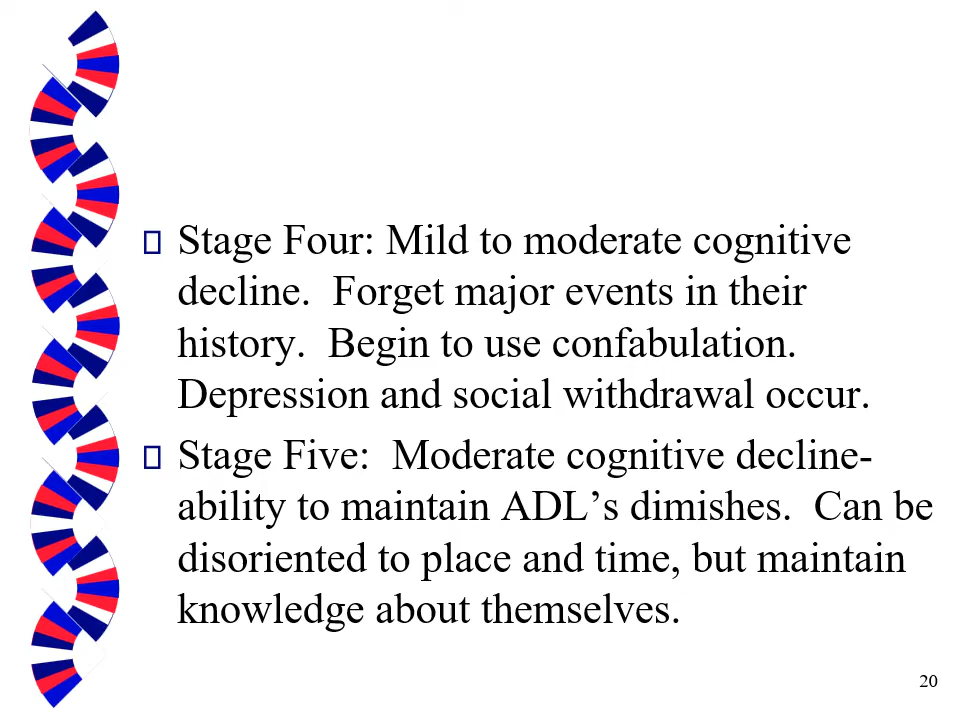 Stage Four: Mild to moderate cognitive
decline.  Forget major events in their
history.  Begin to use confabulation.
Depression and social withdrawal occur.
Stage Five:  Moderate cognitive decline-
ability to maintain ADL’s dimishes.  Can be
disoriented to place and time, but maintain
knowledge about themselves.
20